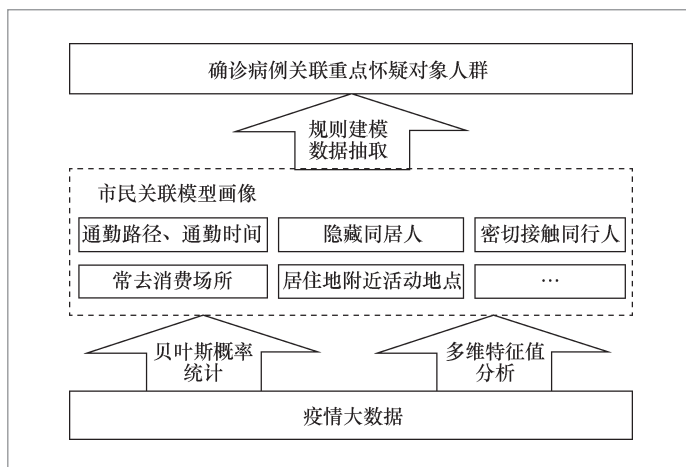 确诊病例关联重点怀疑对象人群
规则建模
数据抽取
市民关联模型画像
通勤路径、通勤时间
隐藏同居人
密切接触同行人
常去消费场所
居住地附近活动地点
…
贝叶斯概率
统计
多维特征值
分析
疫情大数据